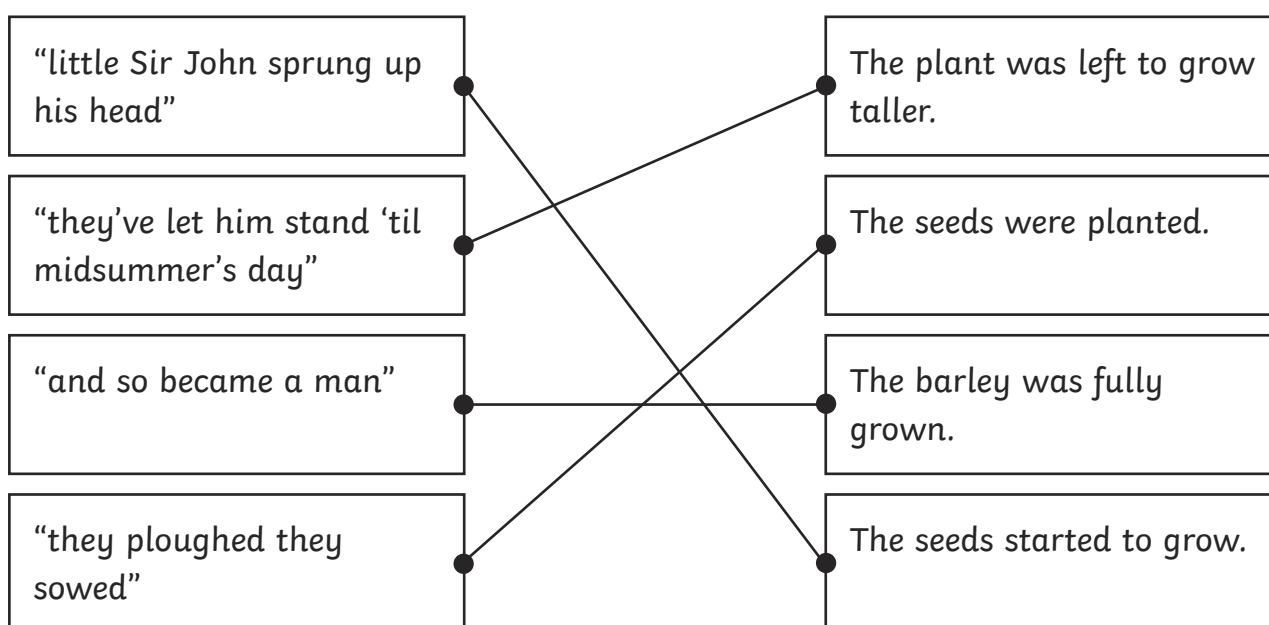 “little Sir John sprung up
his head”
The plant was left to grow
taller.
“they’ve let him stand ‘til
midsummer’s day”
The seeds were planted.
“and so became a man”
The barley was fully
grown.
“they ploughed they
sowed”
The seeds started to grow.